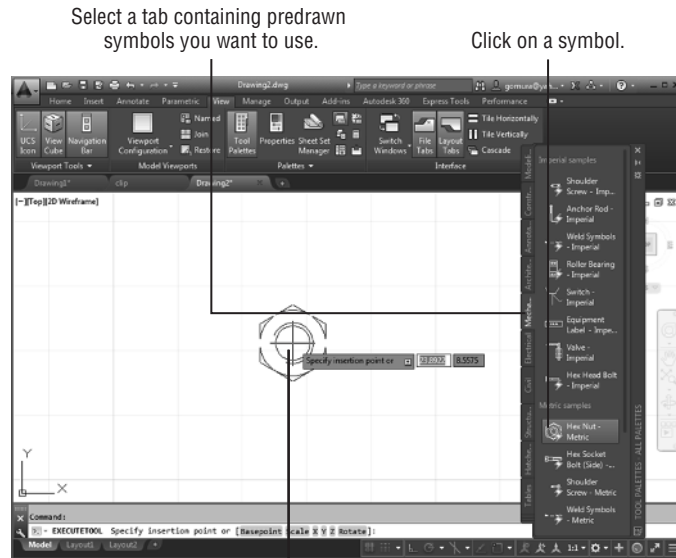 Select a tab containing predrawn
symbols you want to use.
Click on a symbol.
Drawing2.dwg
Type a keyword or phrase
Home Insert Annotate Parametric View Manage Output Add-ins Autodesk 360 Express Tools Performance
UCS Icon
View Cube
Navigation Bar
Viewport Configuration
Named
Join
Restore
Tool Palettes
Properties
Sheet Set Manager
Switch Windows
File Tabs
Layout Tabs
Tile Horizontally
Tile Vertically
Cascade
Viewport Tools
Model Viewports
Palettes
Interface
Drawing1*
clip
Drawing2*
[−][Top][2D Wireframe]
Specify insertion point or
8.5575
Y
X
Model...
Constr...
Annota...
Archite...
Mecha...
Electrical
Civil
Structu...
Hatche...
Tables
Imperial samples
Shoulder
Screw - Imp...
Anchor Rod -
Imperial
Weld Symbols
- Imperial
Roller Bearing
- Imperial
Switch -
Imperial
Equipment
Label - Impe...
Valve -
Imperial
Hex Head Bolt
- Imperial
Metric samples
Hex Nut -
Metric
Hex Socket
Bolt (Side) -...
Shoulder
Screw - Metric
Weld Symbols
- Metric
TOOL PALETTES - ALL PALETTES
Command:
- EXECUTETOOL Specify insertion point or [Basepoint Scale X Y Z Rotate]:
Model Layout1 Layout2 +
1:1